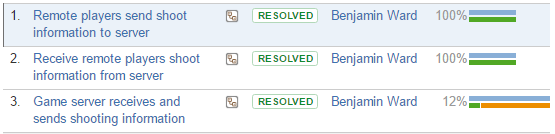 1. Remote players send shoot RESOLVED Benjamin Ward 100%
information to server
2. Receive remote players shoot RESOLVED Benjamin Ward 100%
information from server
3. Game server receives and RESOLVED Benjamin Ward 12%
sends shooting information